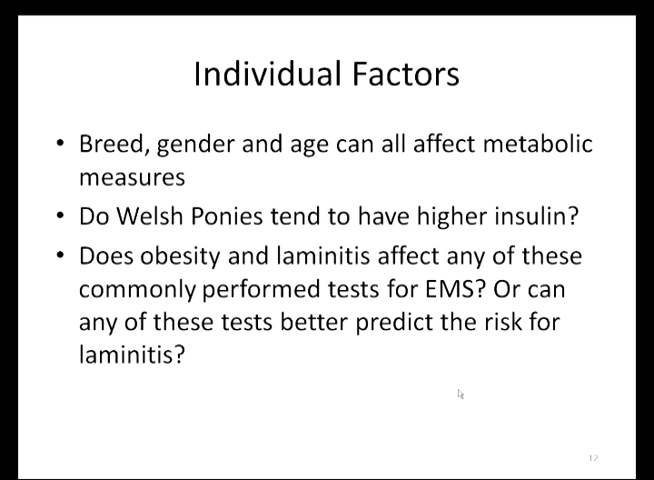 Individual Factors
• Breed, gender and age can all affect metabolic
measures
• Do Welsh Ponies tend to have higher insulin?
• Does obesity and laminitis affect any of these
commonly performed tests for EMS? Or can
any of these tests better predict the risk for
laminitis?
12